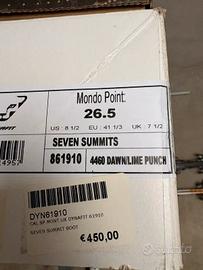 Mondo Point:
26.5
US : 8 1/2 EU : 41 1/3 UK : 7 1/2
SEVEN SUMMITS
861910 4460 DAWN/LIME PUNCH
DYN61910
SEVEN SUMMIT BOOT
€450,00